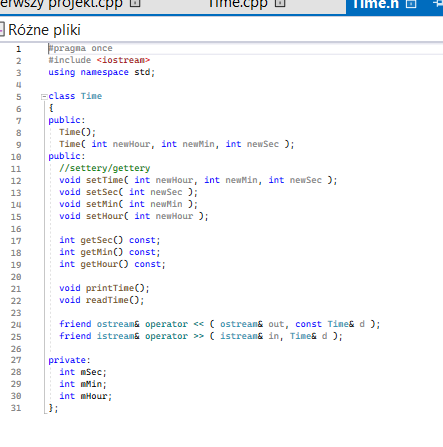 erwszy projekt.cpp Time.cpp Time.h
Różne pliki
1 #pragma once
2 #include <iostream>
3 using namespace std;
4
5 class Time
6 {
7 public:
8 Time();
9 Time( int newHour, int newMin, int newSec );
10 public:
11 //settery/gettery
12 void setTime( int newHour, int newMin, int newSec );
13 void setSec( int newSec );
14 void setMin( int newMin );
15 void setHour( int newHour );
16
17 int getSec() const;
18 int getMin() const;
19 int getHour() const;
20
21 void printTime();
22 void readTime();
23
24 friend ostream& operator << ( ostream& out, const Time& d );
25 friend istream& operator >> ( istream& in, Time& d );
26
27 private:
28 int mSec;
29 int mMin;
30 int mHour;
31 };